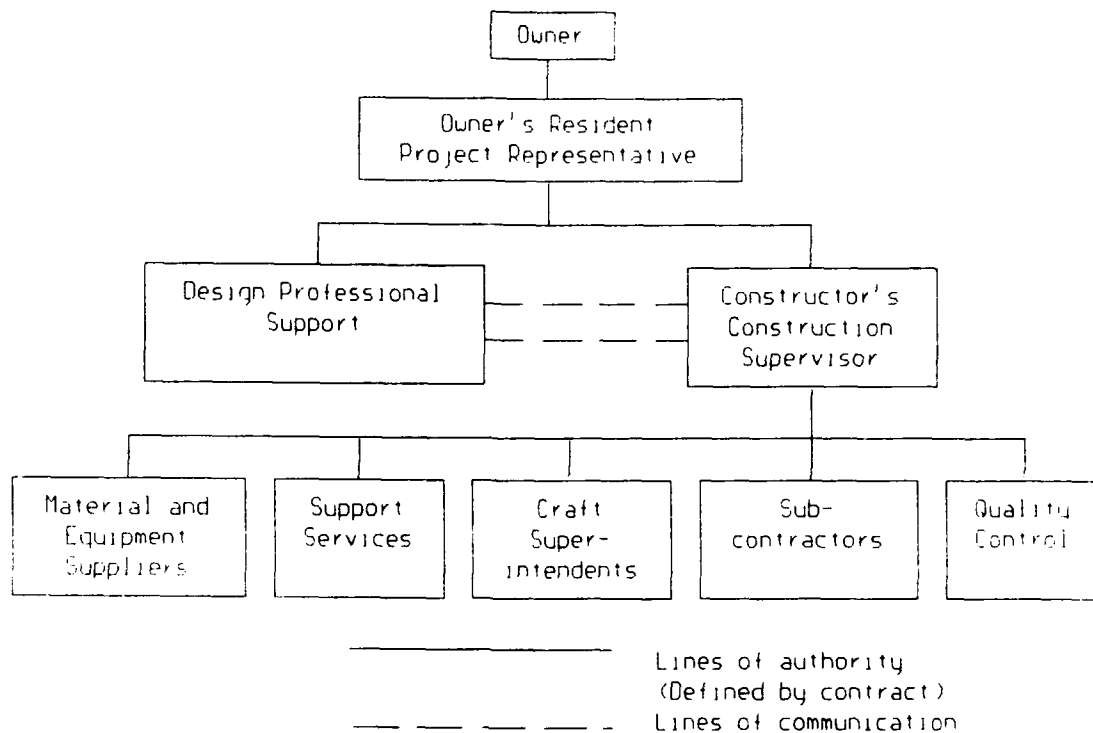 Owner
Owner's Resident
Project Representative
Design Professional
Support
Constructor's
Construction
Supervisor
Material and
Equipment
Suppliers
Support
Services
Craft
Super-
intendents
Sub-
contractors
Quality
Control
Lines of authority
(Defined by contract)
Lines of communication